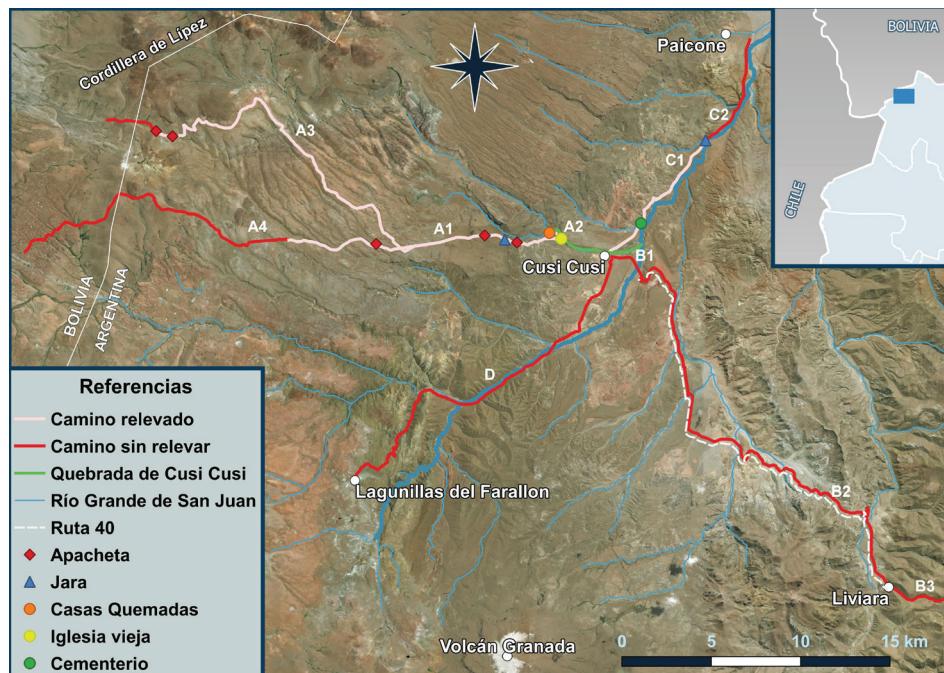 Cordillera de Lípez
Paicone
C2
C1
A3
A4
A1
A2
Cusi Cusi
B1
BOLIVIA
ARGENTINA
D
Lagunillas del Farallon
B2
B3
Liviara
Volcán Granada
0 5 10 15 km
BOLIVIA
CHILE
Referencias
Camino relevado
Camino sin relevar
Quebrada de Cusi Cusi
Río Grande de San Juan
Ruta 40
Apacheta
Jara
Casas Quemadas
Iglesia vieja
Cementerio